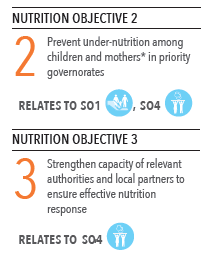 NUTRITION OBJECTIVE 2
2
Prevent under-nutrition among
children and mothers* in priority
governorates
RELATES TO SO1 , SO4
NUTRITION OBJECTIVE 3
3
Strengthen capacity of relevant
authorities and local partners to
ensure effective nutrition
response
RELATES TO SO4